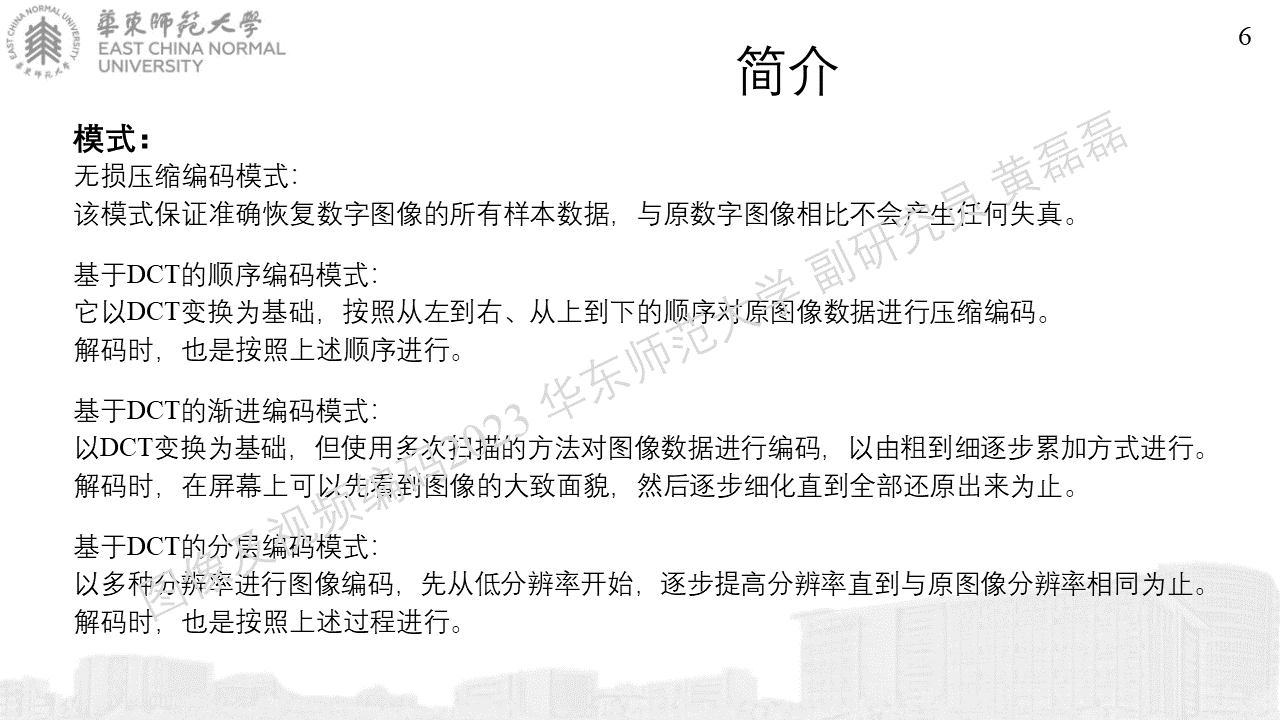 華東師範大學
EAST CHINA NORMAL
UNIVERSITY
EAST CHINA NORMAL UNIVERSITY
華東师范大学
6
简介
模式：
无损压缩编码模式：
该模式保证准确恢复数字图像的所有样本数据，与原数字图像相比不会产生任何失真。
基于DCT的顺序编码模式：
它以DCT变换为基础，按照从左到右、从上到下的顺序对原图像数据进行压缩编码。
解码时，也是按照上述顺序进行。
基于DCT的渐进编码模式：
以DCT变换为基础，但使用多次扫描的方法对图像数据进行编码，以由粗到细逐步累加方式进行。
解码时，在屏幕上可以先看到图像的大致面貌，然后逐步细化直到全部还原出来为止。
基于DCT的分层编码模式：
以多种分辨率进行图像编码，先从低分辨率开始，逐步提高分辨率直到与原图像分辨率相同为止。
解码时，也是按照上述过程进行。
图像及视频编码2023 华东师范大学 副研究员 黄磊磊